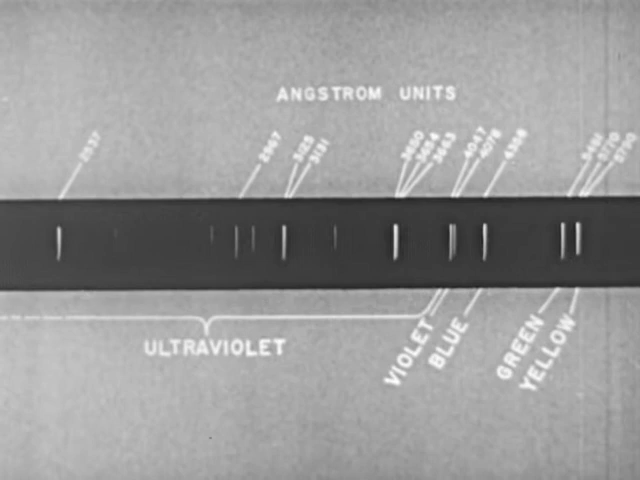 ANGSTROM UNITS
2537
2967
3125
3131
3650
3654
3663
4047
4078
4358
5461
5770
5790
ULTRAVIOLET
VIOLET
BLUE
GREEN
YELLOW